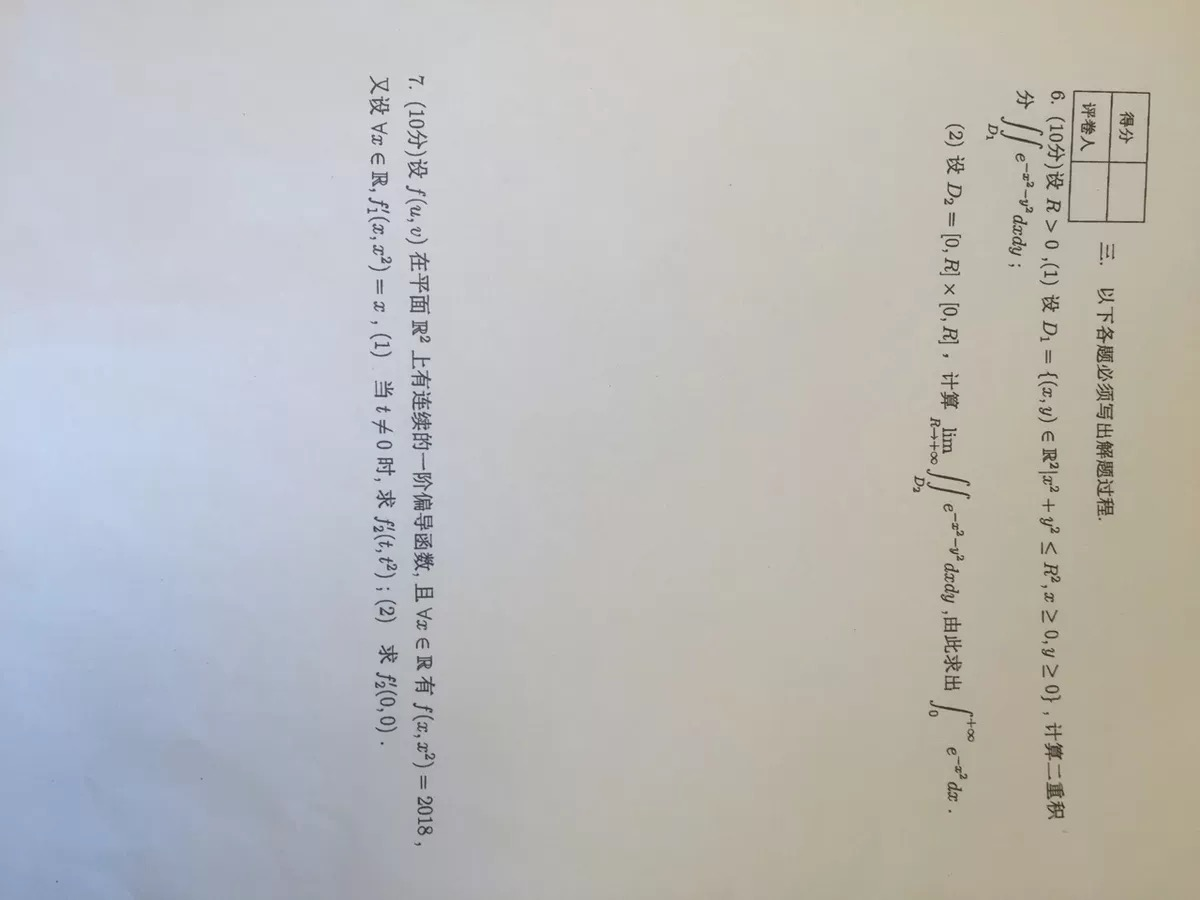 得分
评卷人
三. 以下各题必须写出解题过程.
6. (10分)设 R > 0 ,(1) 设 D₁ = {(x, y) ∈ ℝ²|x² + y² ≤ R², x ≥ 0, y ≥ 0} , 计算二重积
分 ∬_{D₁} e^{-x²-y²} dxdy ;
(2) 设 D₂ = [0, R] × [0, R] , 计算 lim_{R→+∞} ∬_{D₂} e^{-x²-y²} dxdy ,由此求出 ∫₀^{+∞} e^{-x²} dx .
7. (10分)设 f(u, v) 在平面 ℝ² 上有连续的一阶偏导函数, 且 ∀x ∈ ℝ 有 f(x, x²) = 2018 ,
又设 ∀x ∈ ℝ, f₁′(x, x²) = x , (1) 当 t ≠ 0 时, 求 f₂′(t, t²) ; (2) 求 f₂′(0, 0) .